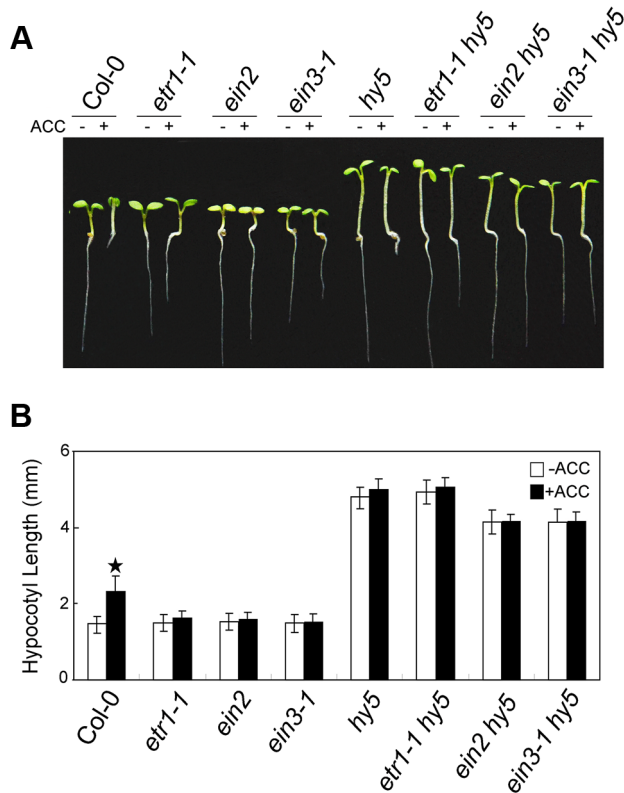 A
Col-0 etr1-1 ein2 ein3-1 hy5 etr1-1 hy5 ein2 hy5 ein3-1 hy5
ACC - + - + - + - + - + - + - + - +
B
6
4
2
0
Hypocotyl Length (mm)
-ACC
+ACC
★
Col-0 etr1-1 ein2 ein3-1 hy5 etr1-1 hy5 ein2 hy5 ein3-1 hy5